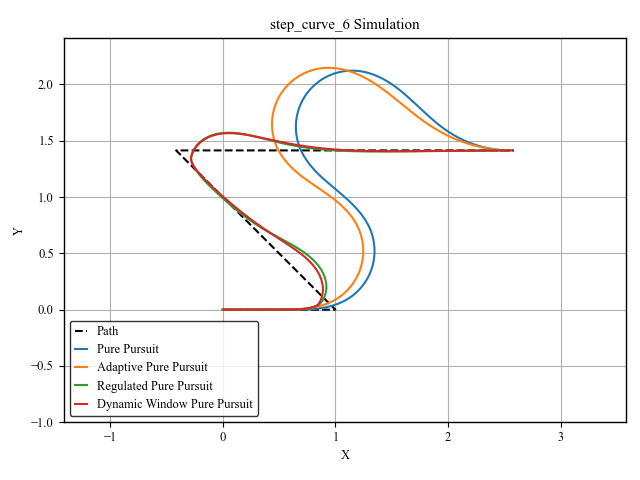 step_curve_6 Simulation
2.0
1.5
1.0
0.5
0.0
−0.5
−1.0
Y
Path
Pure Pursuit
Adaptive Pure Pursuit
Regulated Pure Pursuit
Dynamic Window Pure Pursuit
−1 0 1 2 3
X